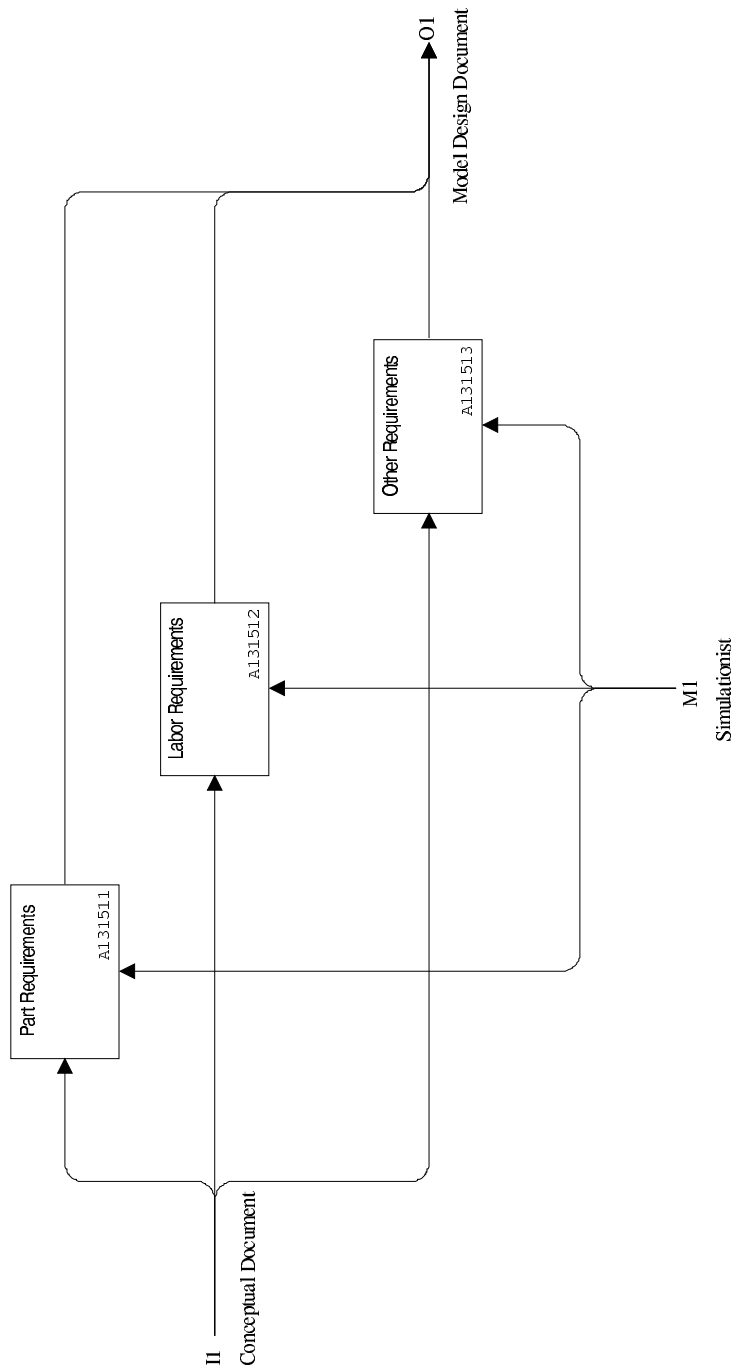 Part Requirements
A131511
Labor Requirements
A131512
Other Requirements
A131513
I1
Conceptual Document
O1
Model Design Document
M1
Simulationist